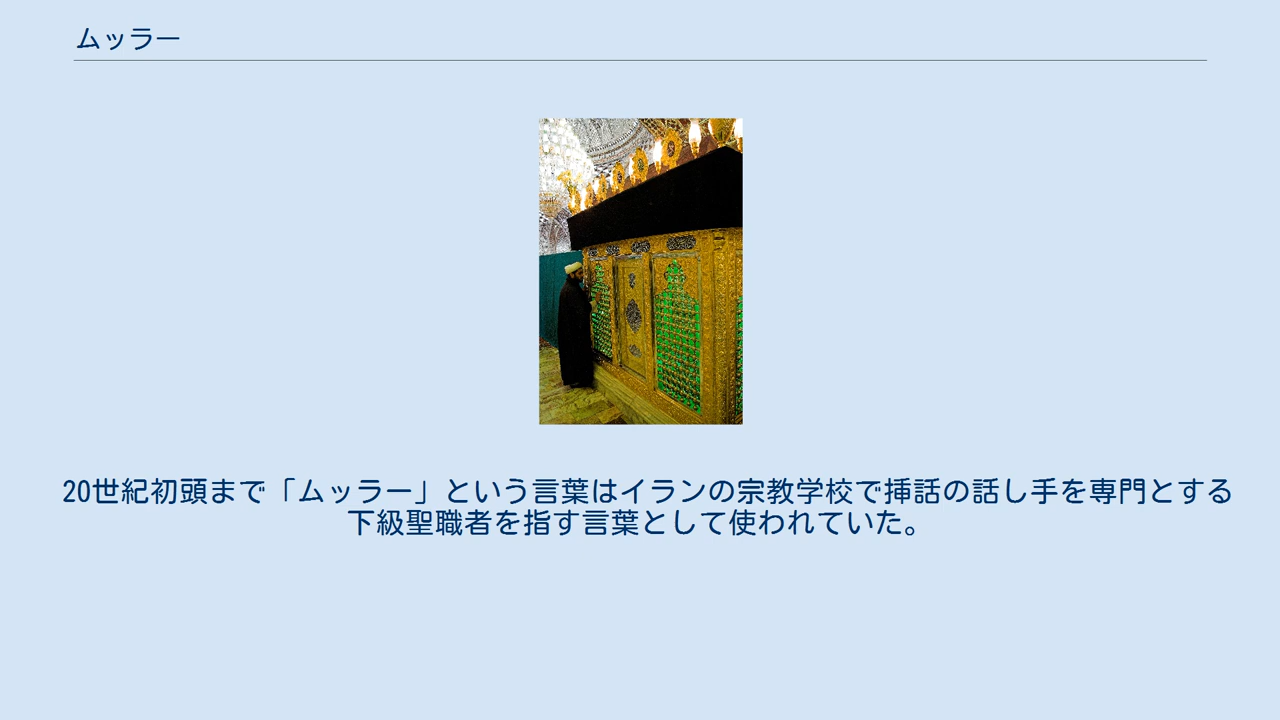 ムッラー
20世紀初頭まで「ムッラー」という言葉はイランの宗教学校で挿話の話し手を専門とする
下級聖職者を指す言葉として使われていた。